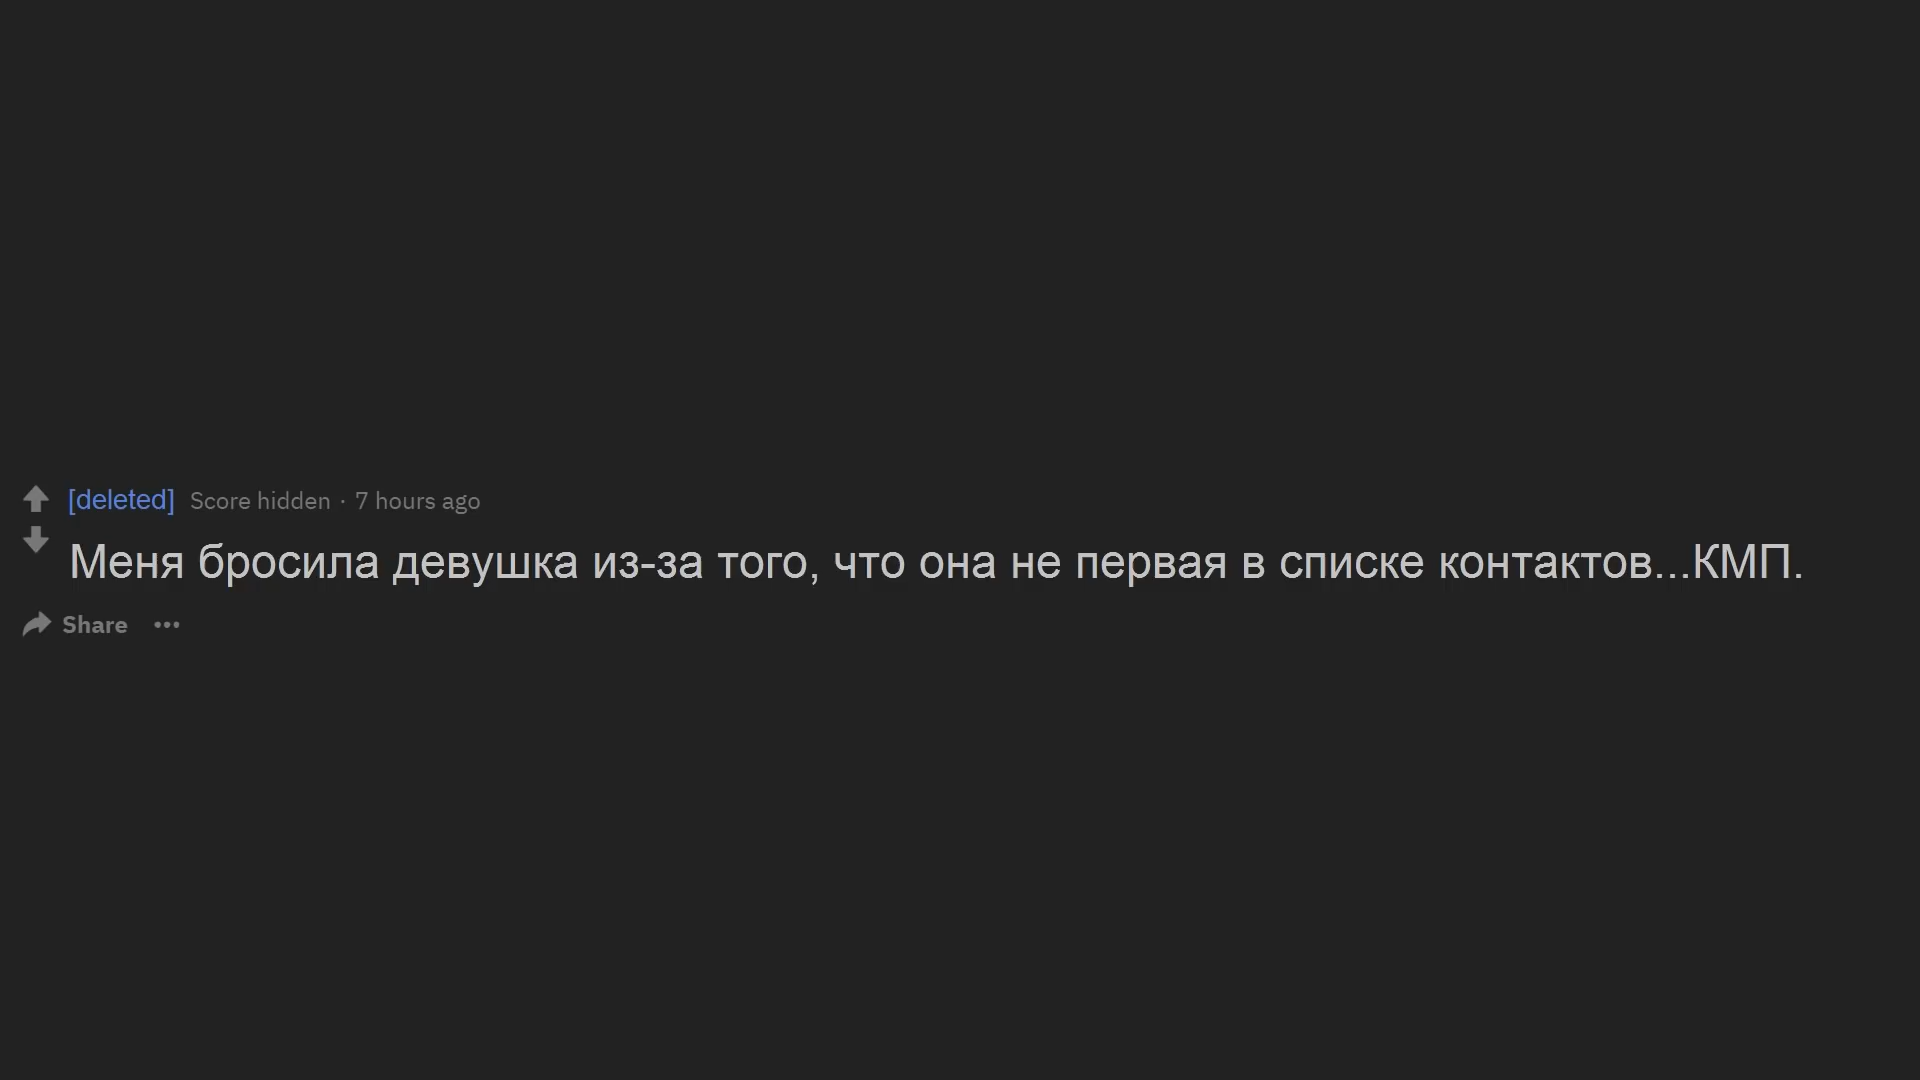 [deleted] Score hidden · 7 hours ago
Меня бросила девушка из-за того, что она не первая в списке контактов...КМП.
Share ···